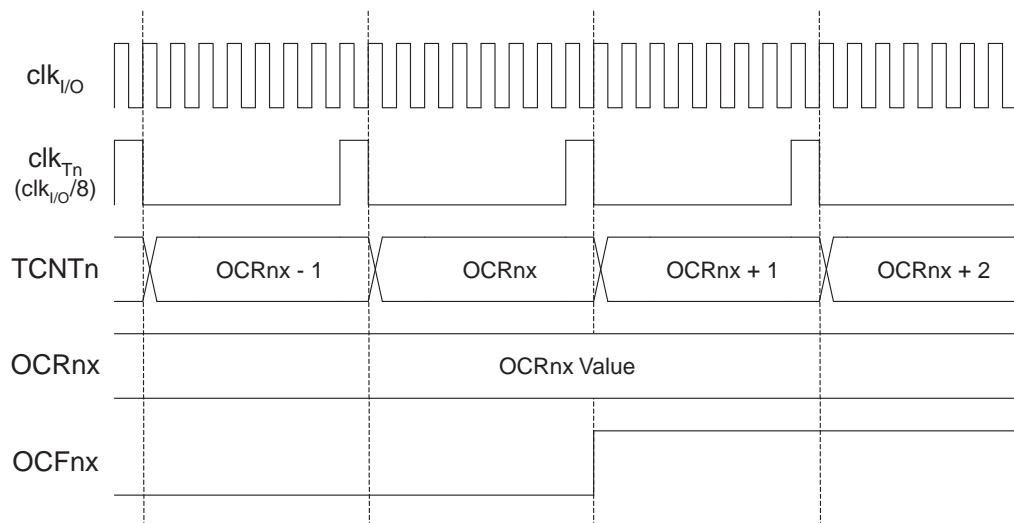 clkI/O
clkTn
(clkI/O/8)
TCNTn
OCRnx - 1
OCRnx
OCRnx + 1
OCRnx + 2
OCRnx
OCRnx Value
OCFnx